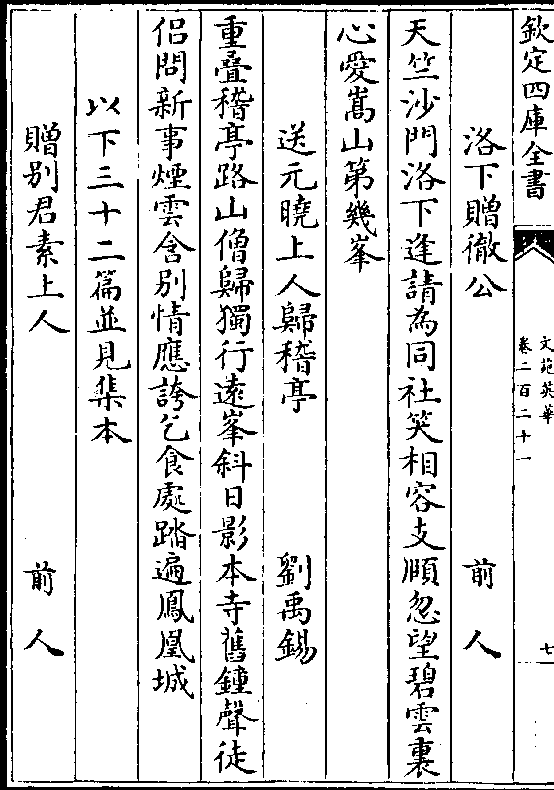 欽定四庫全書
文苑英華
卷二百二十一
七
洛下贈徹公 前人
天竺沙門洛下逢請為同社笑相容支頤忽望碧雲裏
心愛嵩山第幾峯
送元曉上人歸稽亭 劉禹錫
重疊稽亭路山僧歸獨行遠峯斜日影本寺舊鍾聲徒
侶問新事煙雲含別情應誇乞食處踏遍鳳凰城
以下三十二篇並見集本
贈別君素上人 前人